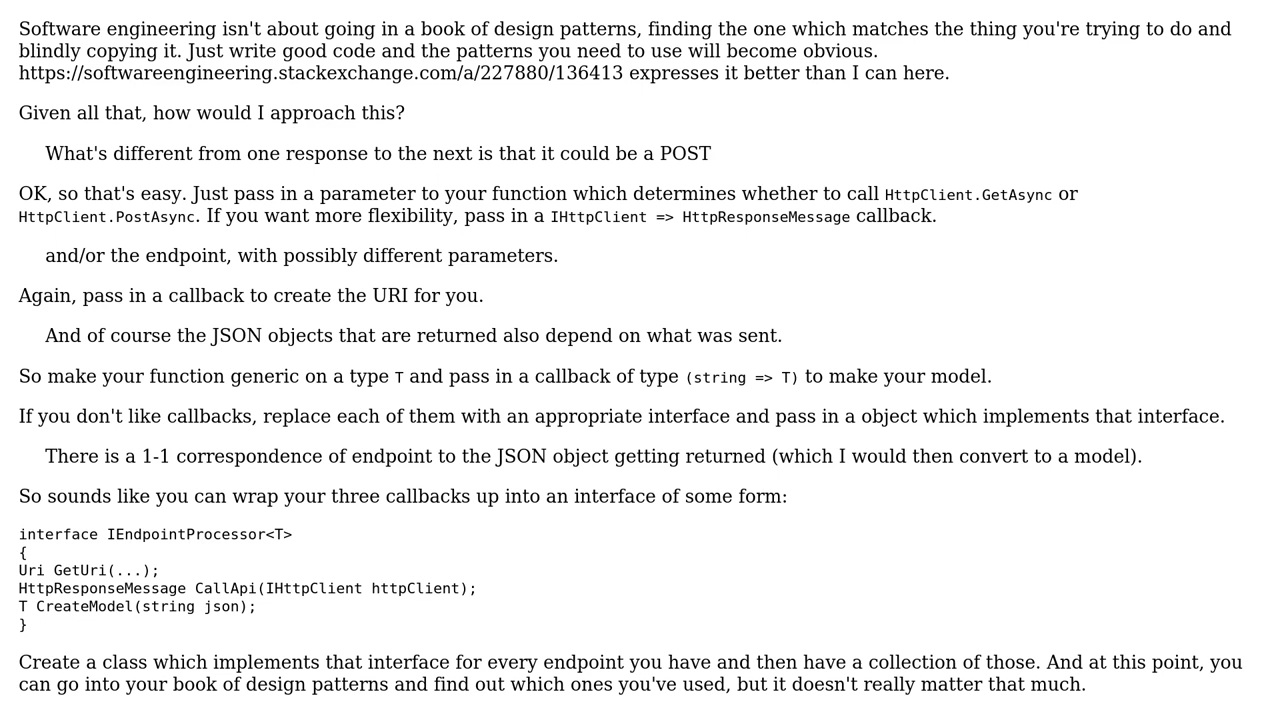 Software engineering isn't about going in a book of design patterns, finding the one which matches the thing you're trying to do and
blindly copying it. Just write good code and the patterns you need to use will become obvious.
https://softwareengineering.stackexchange.com/a/227880/136413 expresses it better than I can here.
Given all that, how would I approach this?
What's different from one response to the next is that it could be a POST
OK, so that's easy. Just pass in a parameter to your function which determines whether to call HttpClient.GetAsync or
HttpClient.PostAsync. If you want more flexibility, pass in a IHttpClient => HttpResponseMessage callback.
and/or the endpoint, with possibly different parameters.
Again, pass in a callback to create the URI for you.
And of course the JSON objects that are returned also depend on what was sent.
So make your function generic on a type T and pass in a callback of type (string => T) to make your model.
If you don't like callbacks, replace each of them with an appropriate interface and pass in a object which implements that interface.
There is a 1-1 correspondence of endpoint to the JSON object getting returned (which I would then convert to a model).
So sounds like you can wrap your three callbacks up into an interface of some form:
interface IEndpointProcessor<T>
{
Uri GetUri(...);
HttpResponseMessage CallApi(IHttpClient httpClient);
T CreateModel(string json);
}
Create a class which implements that interface for every endpoint you have and then have a collection of those. And at this point, you
can go into your book of design patterns and find out which ones you've used, but it doesn't really matter that much.